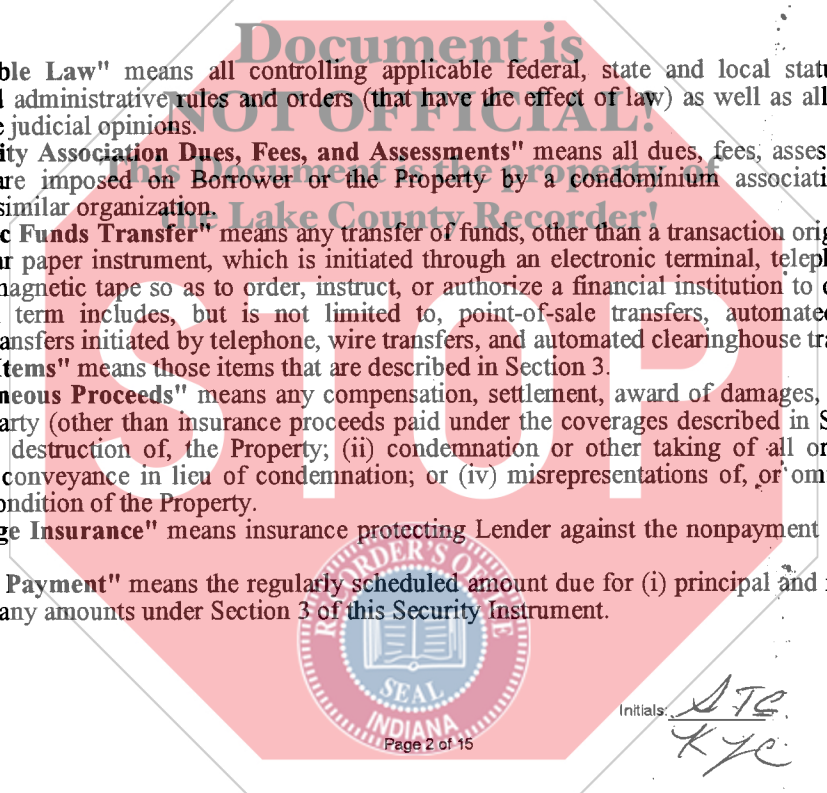 Document is
ble Law" means all controlling applicable federal, state and local statu
l administrative rules and orders (that have the effect of law) as well as all
NOT OFFICIAL!
e judicial opinions.
ity Association Dues, Fees, and Assessments" means all dues, fees, asses
This Document is the property of
are imposed on Borrower or the Property by a condominium associati
similar organization.
the Lake County Recorder!
c Funds Transfer" means any transfer of funds, other than a transaction orig
ar paper instrument, which is initiated through an electronic terminal, teleph
magnetic tape so as to order, instruct, or authorize a financial institution to
term includes, but is not limited to, point-of-sale transfers, automated
ansfers initiated by telephone, wire transfers, and automated clearinghouse tra
Items" means those items that are described in Section 3.
neous Proceeds" means any compensation, settlement, award of damages,
arty (other than insurance proceeds paid under the coverages described in S
destruction of, the Property; (ii) condemnation or other taking of all or
conveyance in lieu of condemnation; or (iv) misrepresentations of, or om
ondition of the Property.
STOP
ge Insurance" means insurance protecting Lender against the nonpayment
Payment" means the regularly scheduled amount due for (i) principal and
any amounts under Section 3 of this Security Instrument.
RECORDER'S OFFICE
SEAL
INDIANA
Initials: STC
KYC
Page 2 of 15